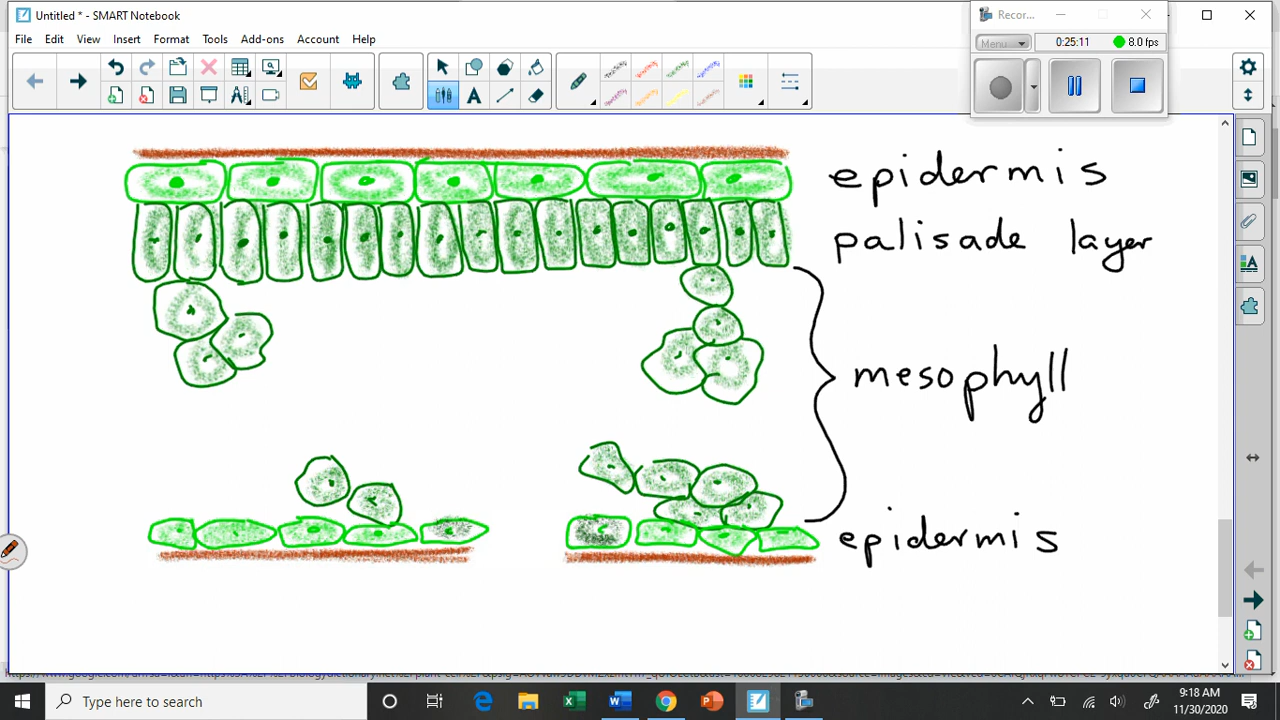 Untitled * - SMART Notebook
Recor...
File Edit View Insert Format Tools Add-ons Account Help
Menu
0:25:11
8.0 fps
epidermis
palisade layer
mesophyll
epidermis
Type here to search
9:18 AM
11/30/2020